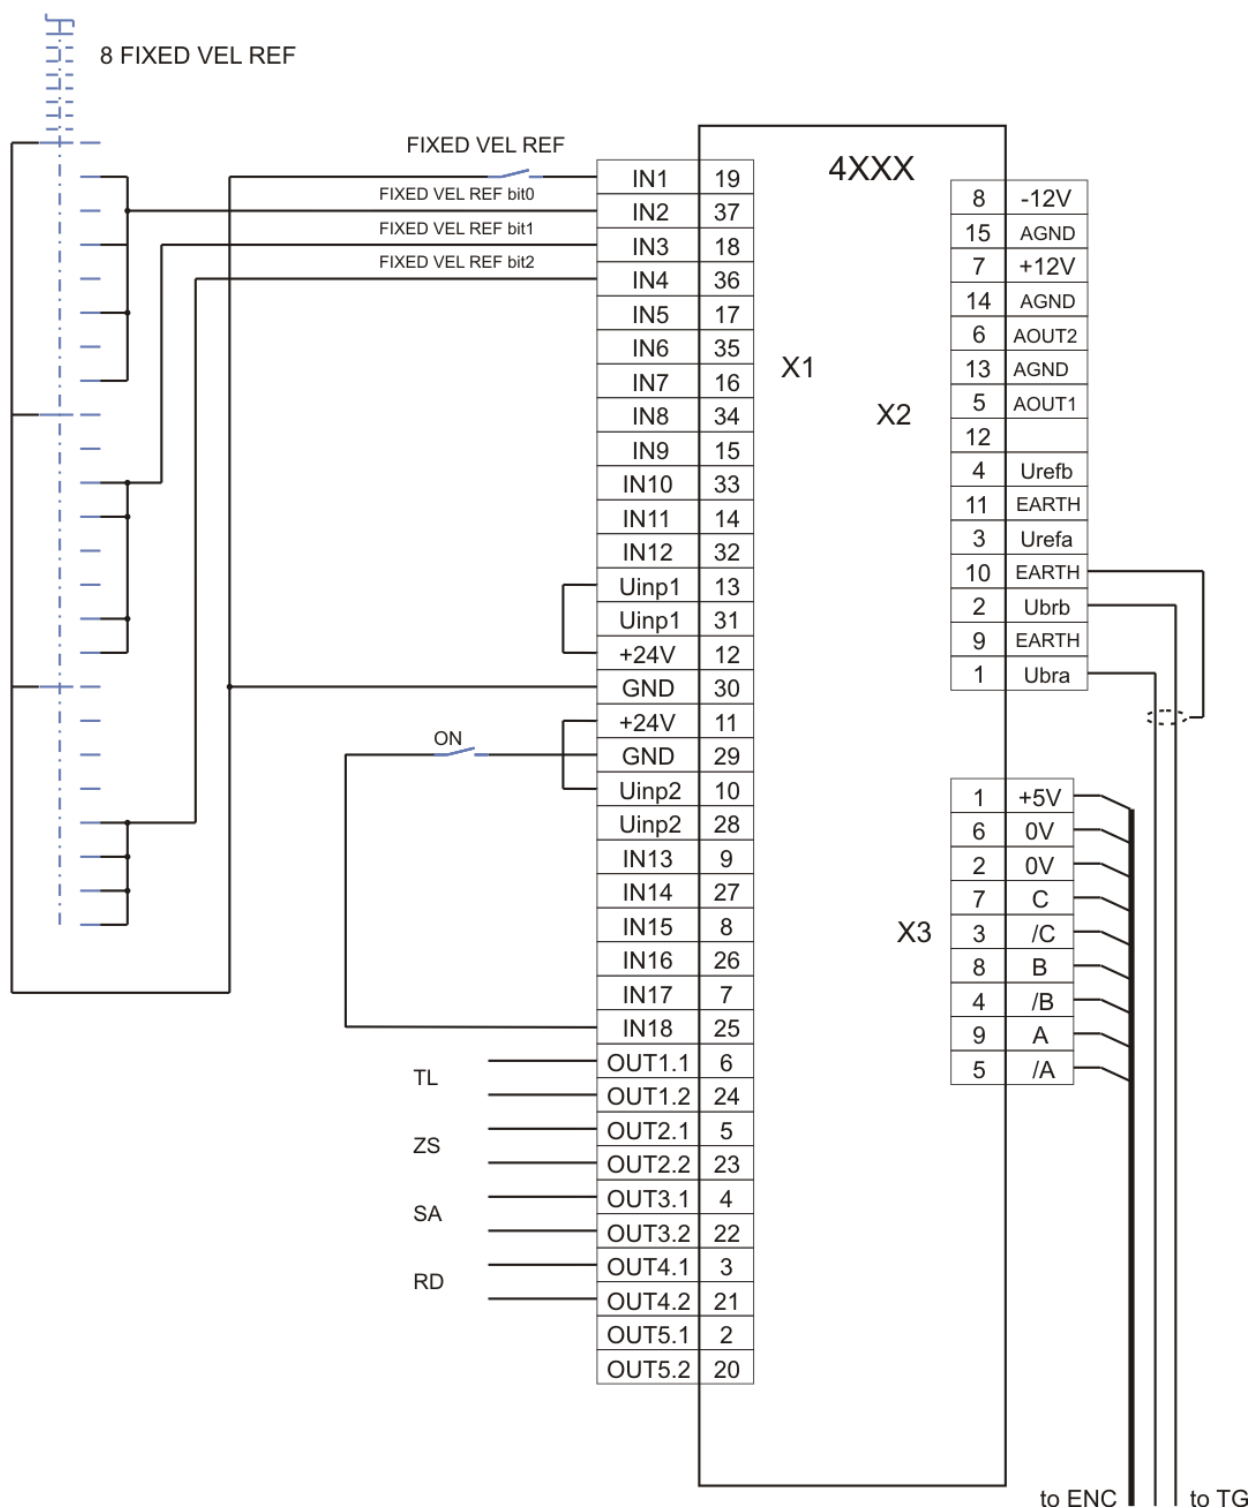 8 FIXED VEL REF
FIXED VEL REF
FIXED VEL REF bit0
FIXED VEL REF bit1
FIXED VEL REF bit2
ON
TL
ZS
SA
RD
IN1 19
IN2 37
IN3 18
IN4 36
IN5 17
IN6 35
IN7 16
IN8 34
IN9 15
IN10 33
IN11 14
IN12 32
Uinp1 13
Uinp1 31
+24V 12
GND 30
+24V 11
GND 29
Uinp2 10
Uinp2 28
IN13 9
IN14 27
IN15 8
IN16 26
IN17 7
IN18 25
OUT1.1 6
OUT1.2 24
OUT2.1 5
OUT2.2 23
OUT3.1 4
OUT3.2 22
OUT4.1 3
OUT4.2 21
OUT5.1 2
OUT5.2 20
4XXX
X1
X2
X3
8 -12V
15 AGND
7 +12V
14 AGND
6 AOUT2
13 AGND
5 AOUT1
12
4 Urefb
11 EARTH
3 Urefa
10 EARTH
2 Ubrb
9 EARTH
1 Ubra
1 +5V
6 0V
2 0V
7 C
3 /C
8 B
4 /B
9 A
5 /A
to ENC
to TG